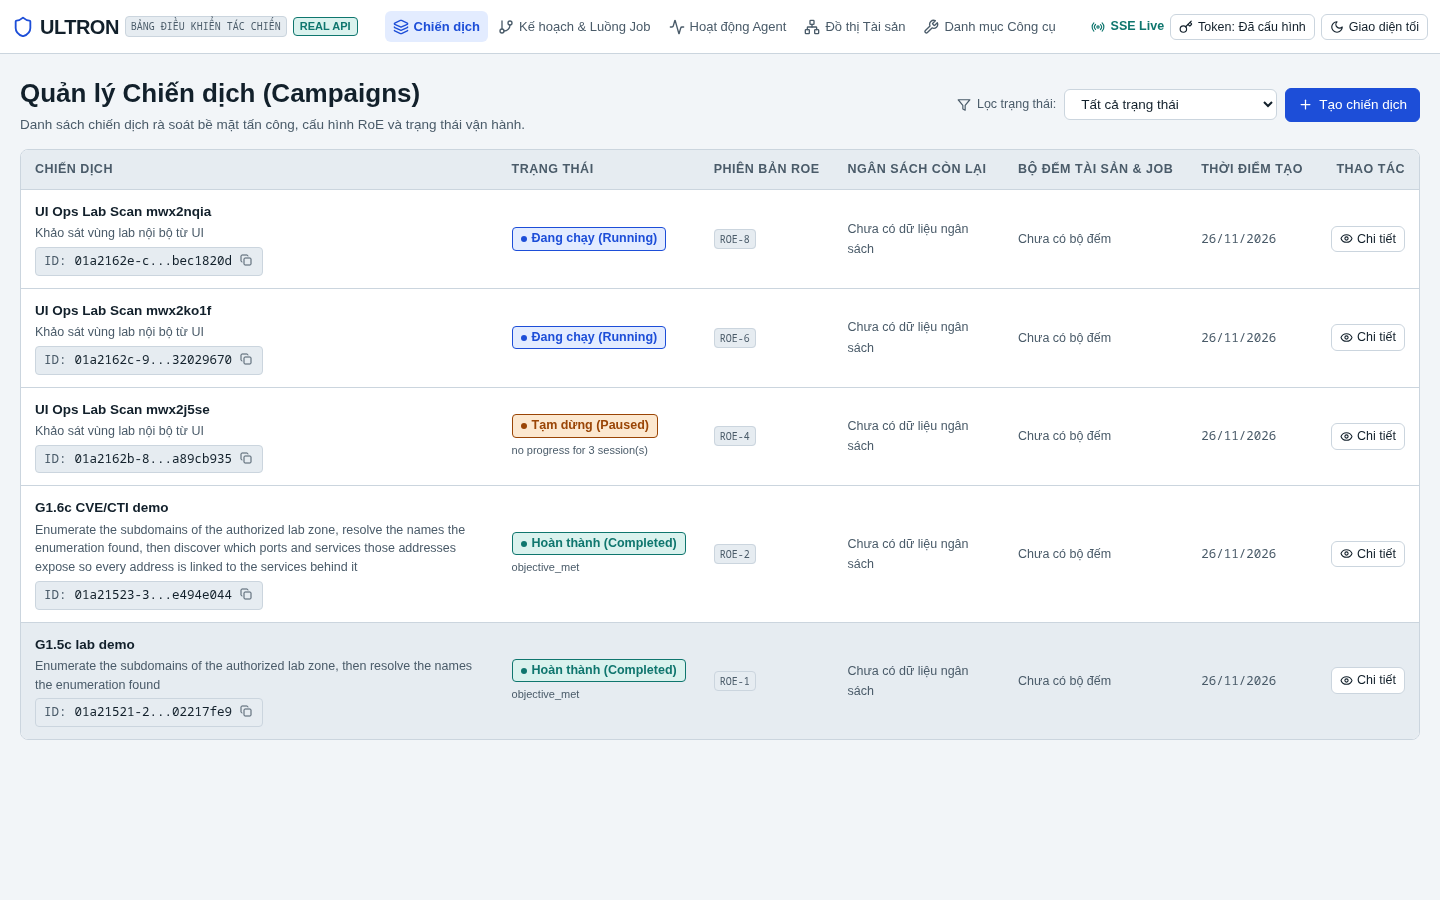 ULTRON BẢNG ĐIỀU KHIỂN TÁC CHIẾN REAL API Chiến dịch Kế hoạch & Luồng Job Hoạt động Agent Đồ thị Tài sản Danh mục Công cụ SSE Live Token: Đã cấu hình Giao diện tối
Quản lý Chiến dịch (Campaigns)
Danh sách chiến dịch rà soát bề mặt tấn công, cấu hình RoE và trạng thái vận hành.
Lọc trạng thái: Tất cả trạng thái Tạo chiến dịch
CHIẾN DỊCH TRẠNG THÁI PHIÊN BẢN ROE NGÂN SÁCH CÒN LẠI BỘ ĐẾM TÀI SẢN & JOB THỜI ĐIỂM TẠO THAO TÁC
UI Ops Lab Scan mwx2nqia
Khảo sát vùng lab nội bộ từ UI
ID: 01a2162e-c...bec1820d
Đang chạy (Running)
ROE-8
Chưa có dữ liệu ngân
sách
Chưa có bộ đếm
26/11/2026
Chi tiết
UI Ops Lab Scan mwx2ko1f
Khảo sát vùng lab nội bộ từ UI
ID: 01a2162c-9...32029670
Đang chạy (Running)
ROE-6
Chưa có dữ liệu ngân
sách
Chưa có bộ đếm
26/11/2026
Chi tiết
UI Ops Lab Scan mwx2j5se
Khảo sát vùng lab nội bộ từ UI
ID: 01a2162b-8...a89cb935
Tạm dừng (Paused)
no progress for 3 session(s)
ROE-4
Chưa có dữ liệu ngân
sách
Chưa có bộ đếm
26/11/2026
Chi tiết
G1.6c CVE/CTI demo
Enumerate the subdomains of the authorized lab zone, resolve the names the
enumeration found, then discover which ports and services those addresses
expose so every address is linked to the services behind it
ID: 01a21523-3...e494e044
Hoàn thành (Completed)
objective_met
ROE-2
Chưa có dữ liệu ngân
sách
Chưa có bộ đếm
26/11/2026
Chi tiết
G1.5c lab demo
Enumerate the subdomains of the authorized lab zone, then resolve the names
the enumeration found
ID: 01a21521-2...02217fe9
Hoàn thành (Completed)
objective_met
ROE-1
Chưa có dữ liệu ngân
sách
Chưa có bộ đếm
26/11/2026
Chi tiết